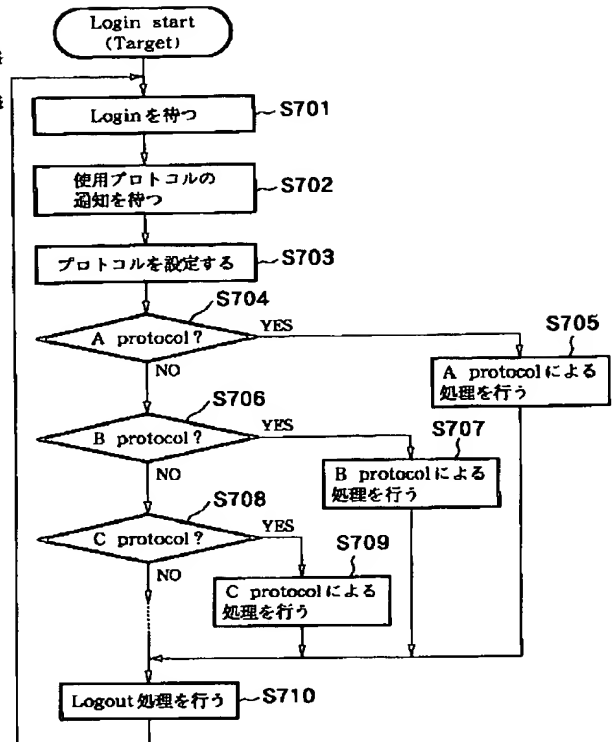 Login start
(Target)
Loginを待つ
S701
使用プロトコルの
通知を待つ
S702
プロトコルを設定する
S703
S704
A protocol?
YES
NO
S705
A protocolによる
処理を行う
S706
B protocol?
YES
NO
S707
B protocolによる
処理を行う
S708
C protocol?
YES
NO
S709
C protocolによる
処理を行う
Logout処理を行う
S710